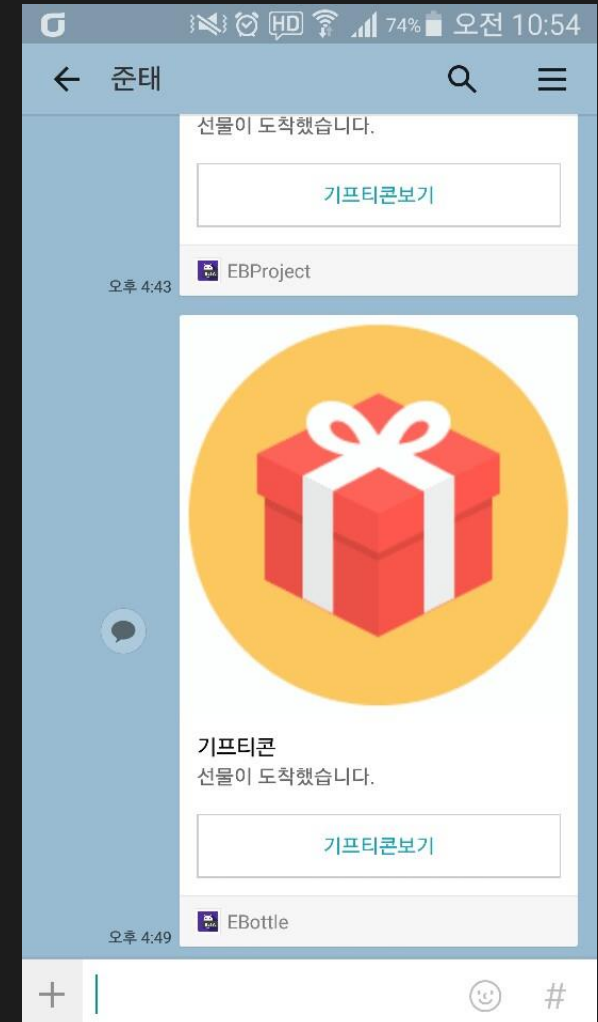 74% 오전 10:54
준태
선물이 도착했습니다.
기프티콘보기
EBProject
오후 4:43
기프티콘
선물이 도착했습니다.
기프티콘보기
EBottle
오후 4:49
#